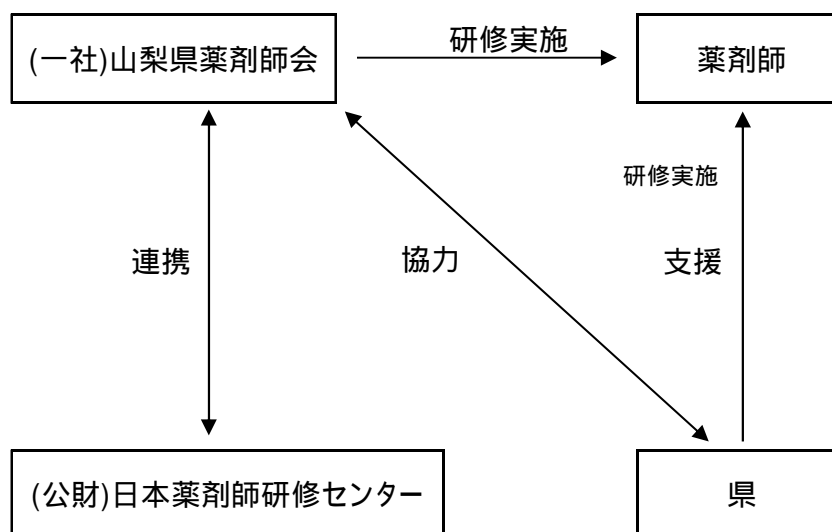 (一社)山梨県薬剤師会
研修実施
薬剤師
研修実施
連携
協力
支援
(公財)日本薬剤師研修センター
県